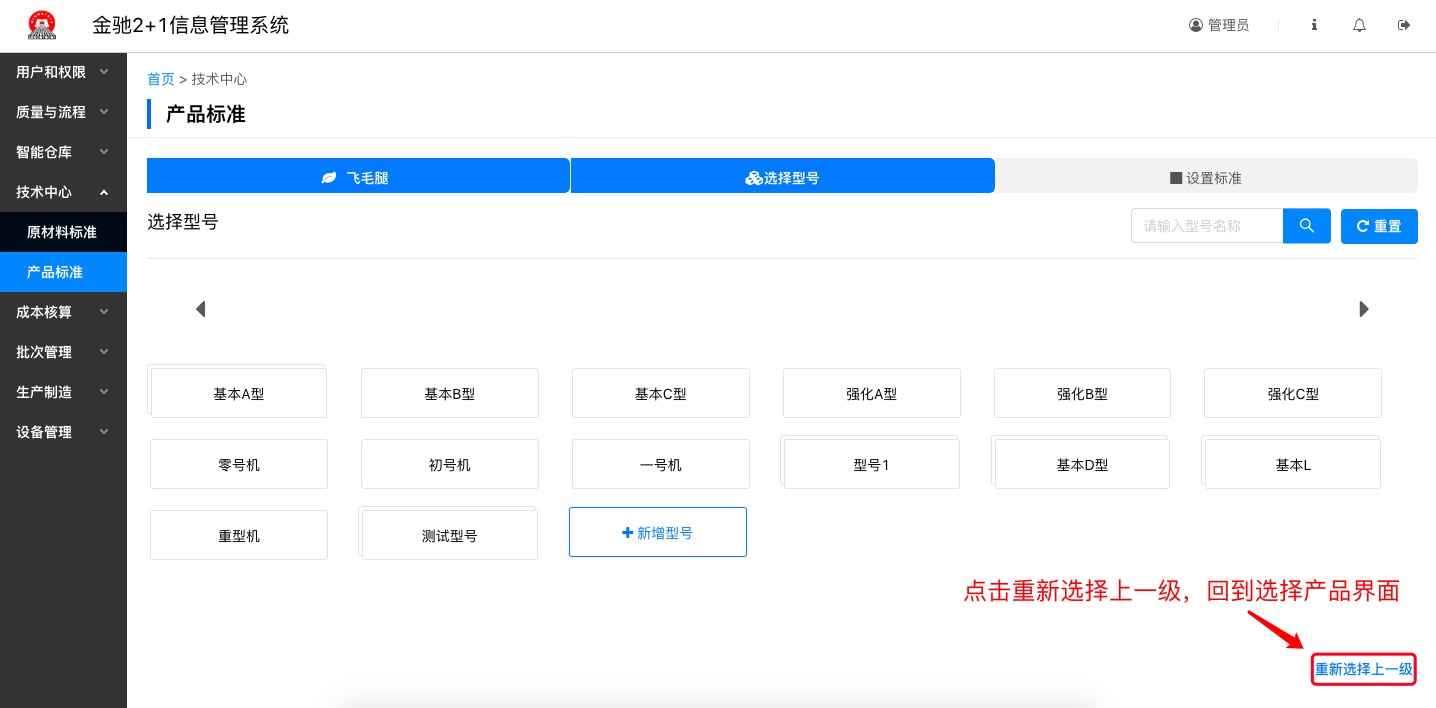 金驰2+1信息管理系统
管理员
用户和权限
质量与流程
智能仓库
技术中心
原材料标准
产品标准
成本核算
批次管理
生产制造
设备管理
首页 > 技术中心
产品标准
飞毛腿
选择型号
设置标准
选择型号
请输入型号名称
重置
基本A型
基本B型
基本C型
强化A型
强化B型
强化C型
零号机
初号机
一号机
型号1
基本D型
基本L
重型机
测试型号
新增型号
点击重新选择上一级，回到选择产品界面
重新选择上一级